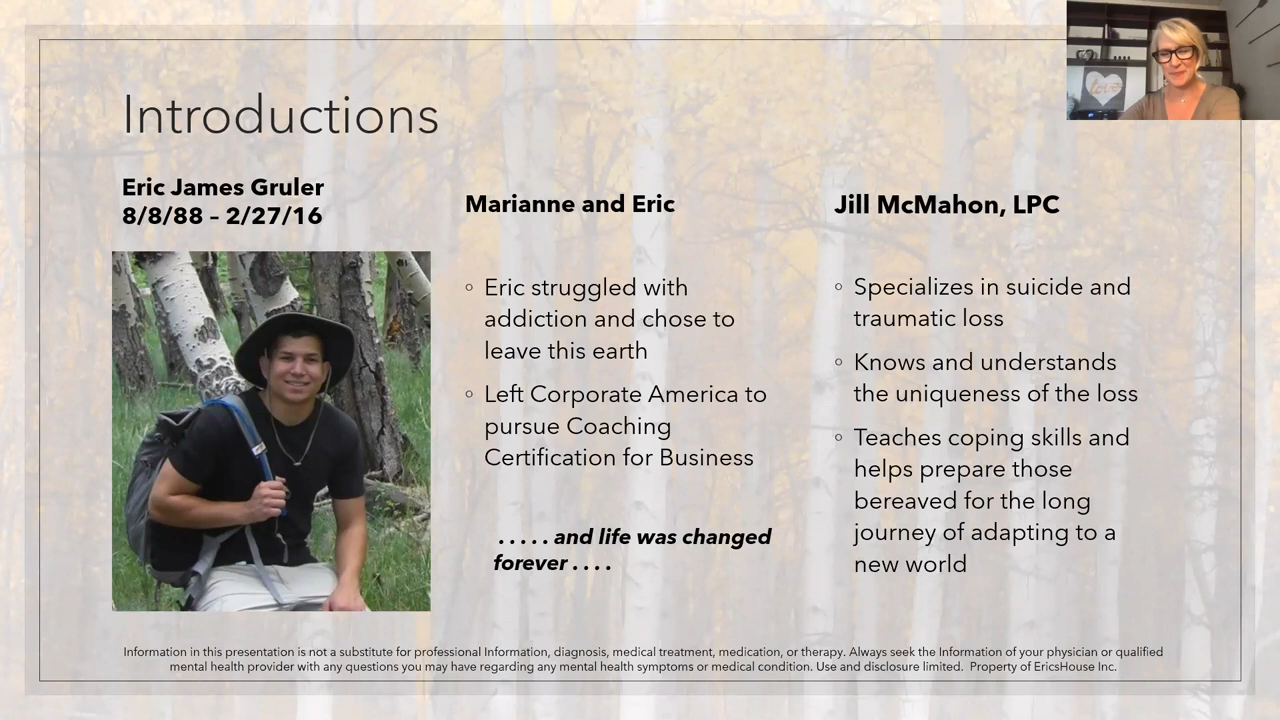 Introductions
Eric James Gruler
8/8/88 – 2/27/16
Marianne and Eric
Eric struggled with
addiction and chose to
leave this earth
Left Corporate America to
pursue Coaching
Certification for Business
. . . . . and life was changed
forever . . . .
Jill McMahon, LPC
Specializes in suicide and
traumatic loss
Knows and understands
the uniqueness of the loss
Teaches coping skills and
helps prepare those
bereaved for the long
journey of adapting to a
new world
Information in this presentation is not a substitute for professional Information, diagnosis, medical treatment, medication, or therapy. Always seek the Information of your physician or qualified
mental health provider with any questions you may have regarding any mental health symptoms or medical condition. Use and disclosure limited.  Property of EricsHouse Inc.
love